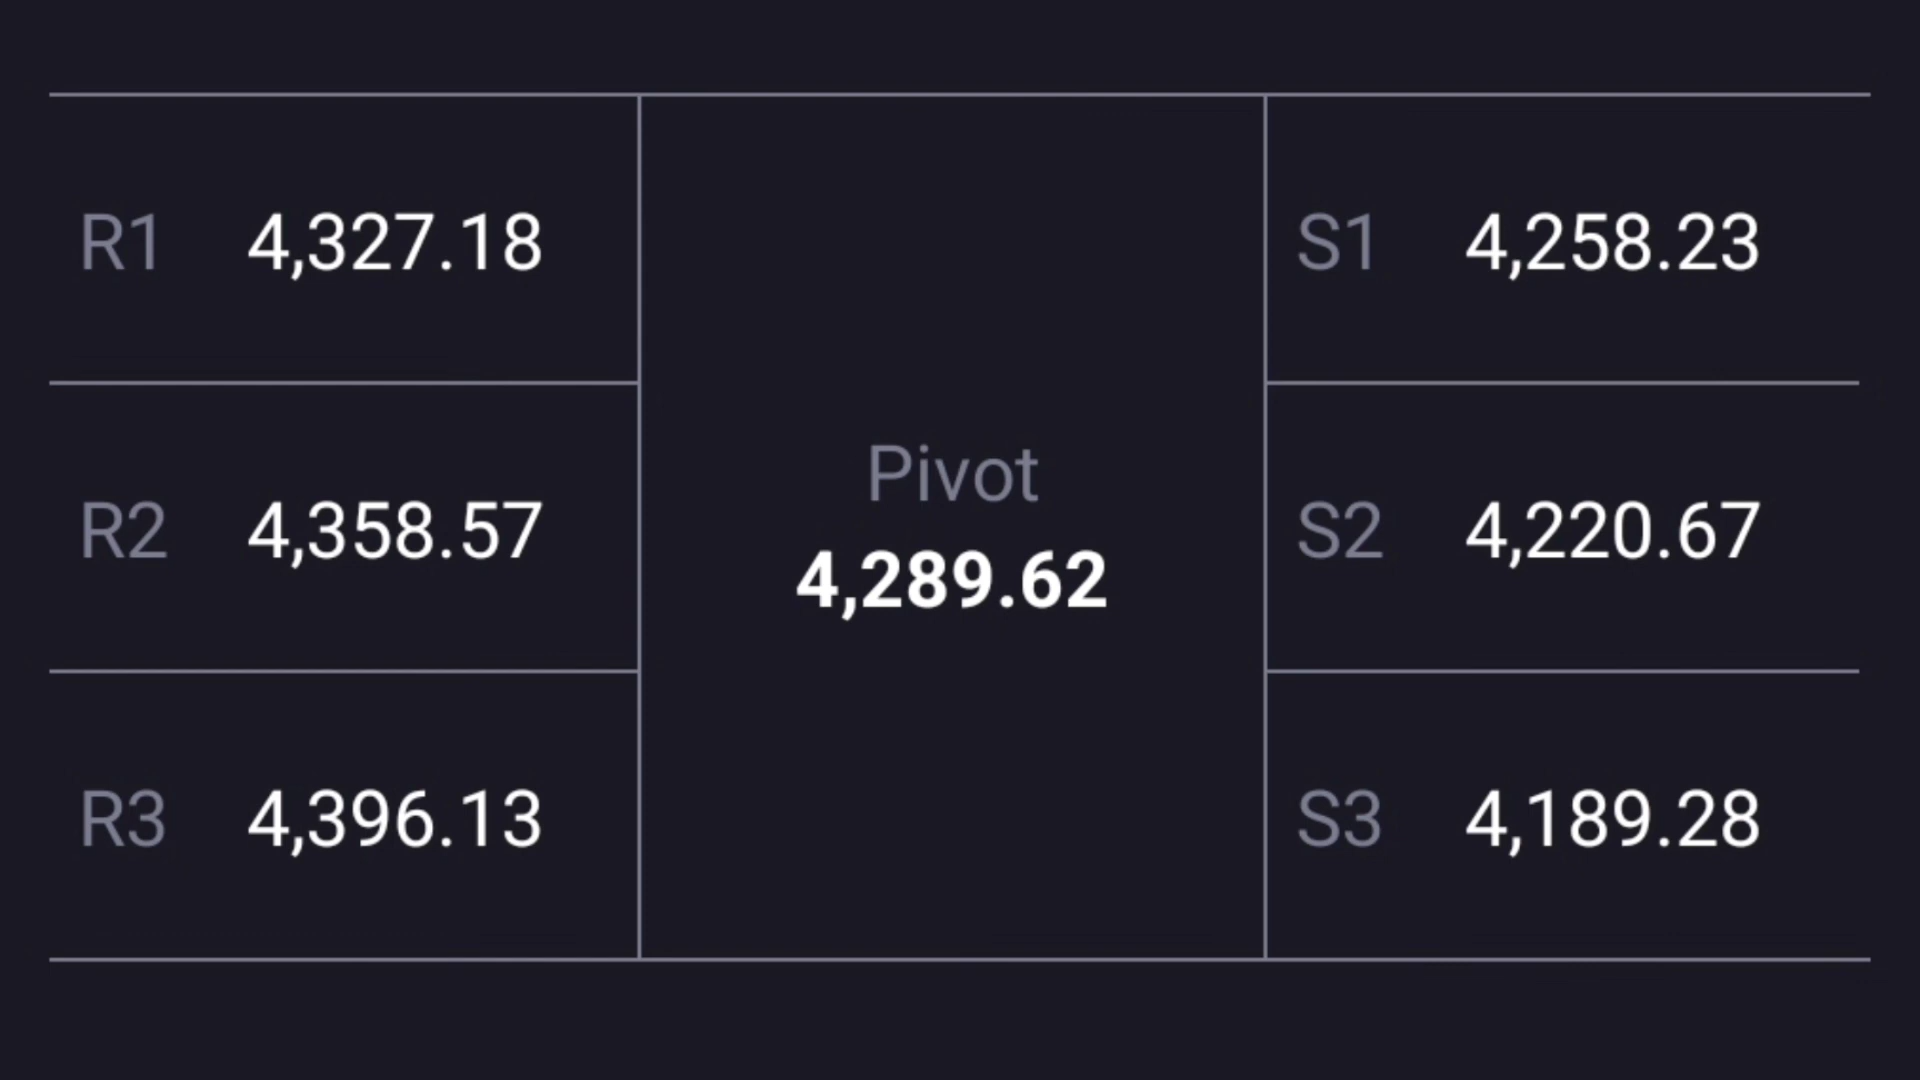 R1 4,327.18
R2 4,358.57
R3 4,396.13
Pivot
4,289.62
S1 4,258.23
S2 4,220.67
S3 4,189.28